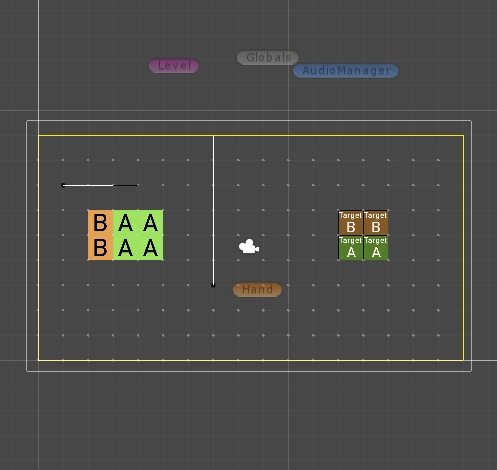 Globals
Level
AudioManager
B A A
B A A
Target Target
B B
Target Target
A A
Hand